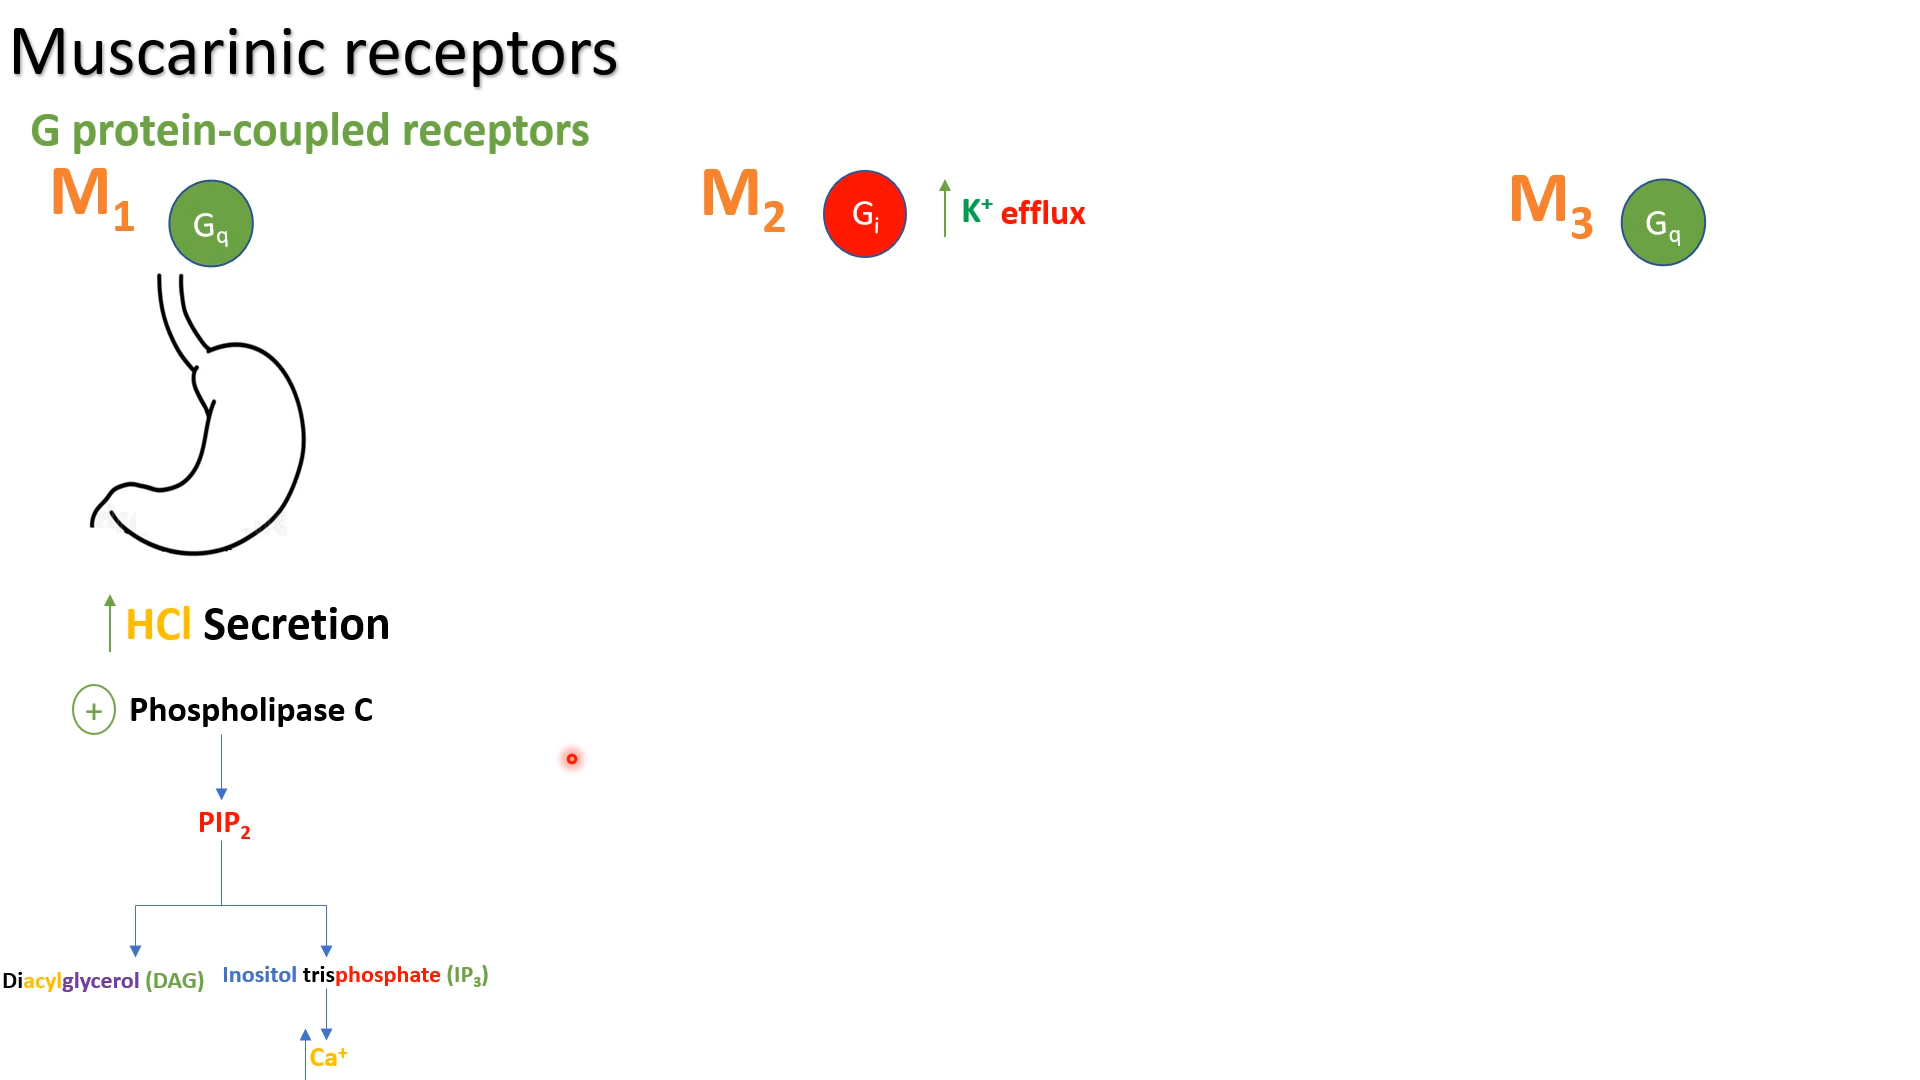 Muscarinic receptors
G protein-coupled receptors
M1 Gq
M2 Gi K+ efflux
M3 Gq
HCl Secretion
+ Phospholipase C
PIP2
Diacylglycerol (DAG) Inositol trisphosphate (IP3)
Ca+